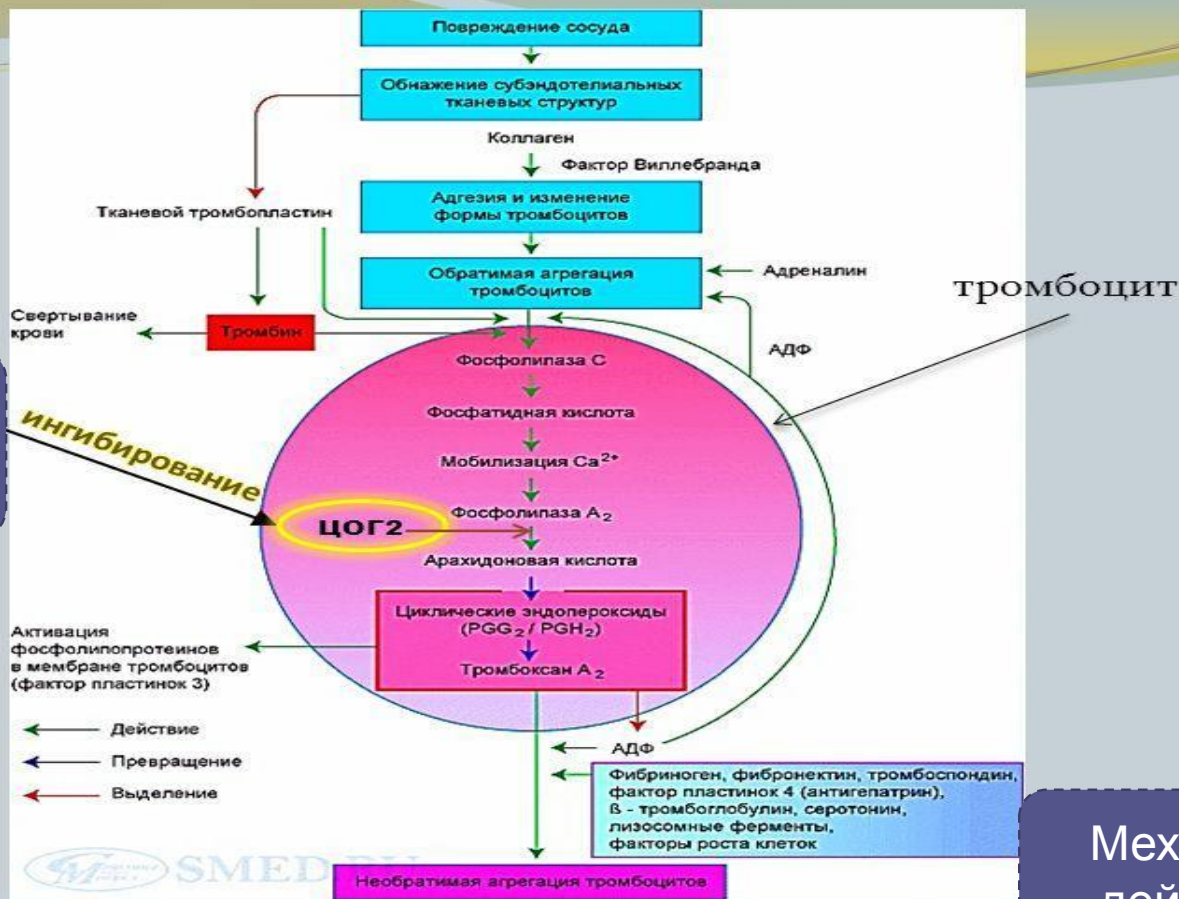 Повреждение сосуда
Обнажение субэндотелиальных
тканевых структур
Коллаген
Фактор Виллебранда
Тканевой тромбопластин
Адгезия и изменение
формы тромбоцитов
Обратимая агрегация
тромбоцитов
Адреналин
тромбоцит
Свертывание
крови
Тромбин
АДФ
Фосфолипаза С
Фосфатидная кислота
Мобилизация Ca²⁺
ингибирование
Фосфолипаза А₂
ЦОГ2
Арахидоновая кислота
Циклические эндопероксиды
(PGG₂ / PGH₂)
Тромбоксан А₂
Активация
фосфолипопротеинов
в мембране тромбоцитов
(фактор пластинок 3)
Действие
Превращение
Выделение
АДФ
Фибриноген, фибронектин, тромбоспондин,
фактор пластинок 4 (антигепатрин),
ß - тромбоглобулин, серотонин,
лизосомные ферменты,
факторы роста клеток
SMED.RU
Необратимая агрегация тромбоцитов
Мех